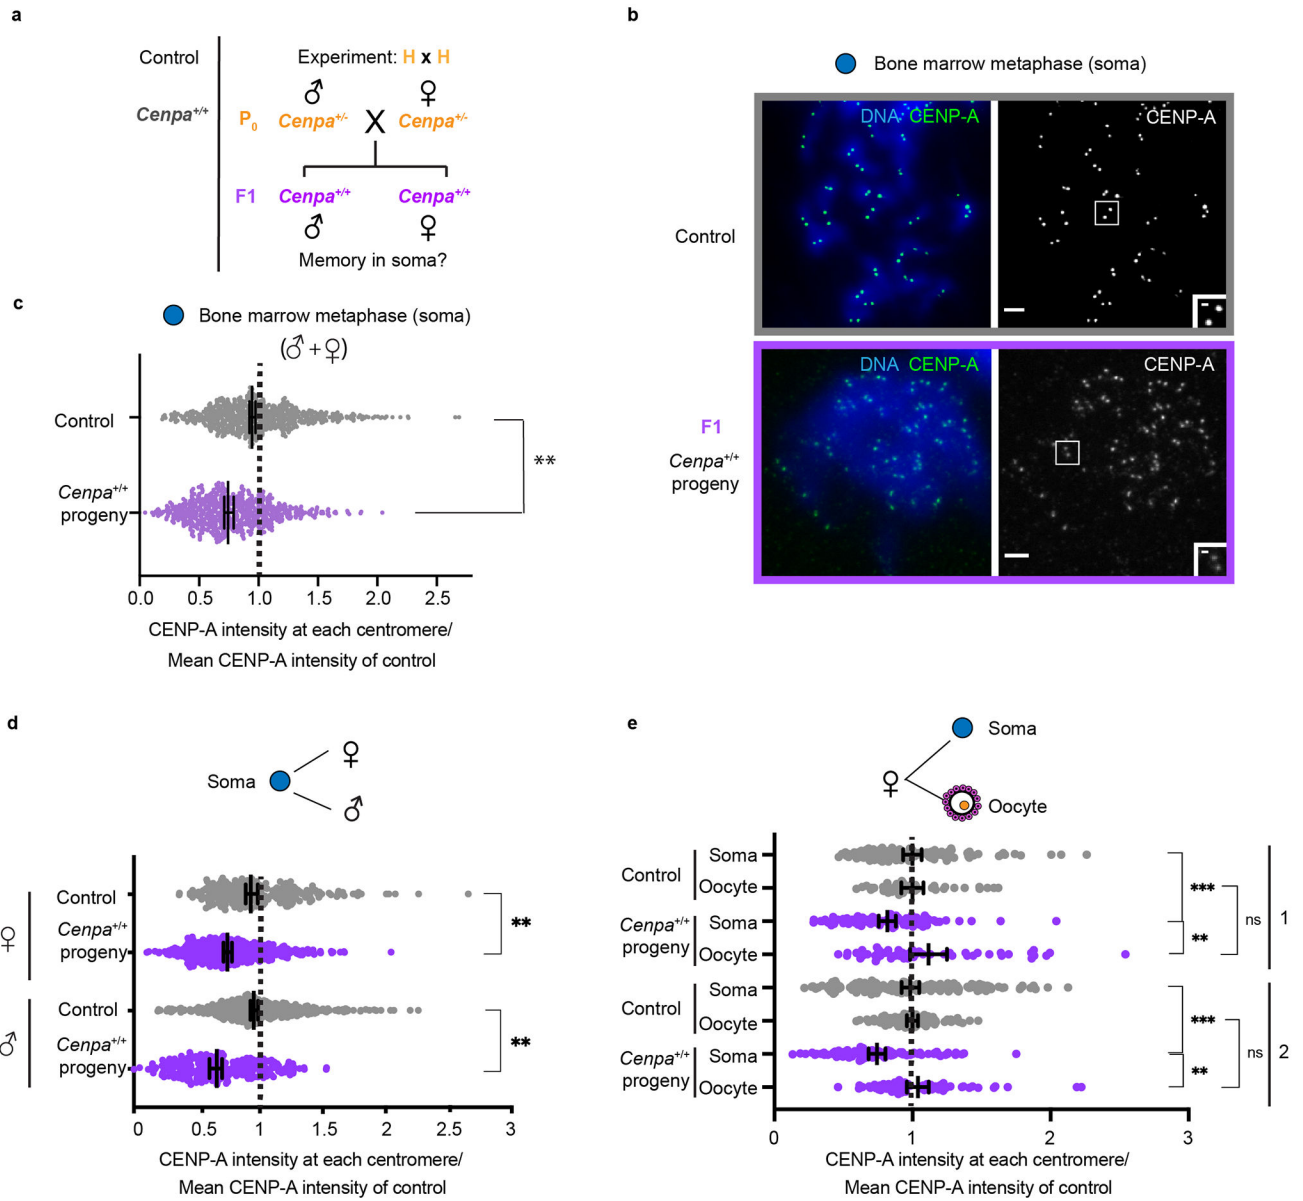 a
Control
Experiment: H x H
Cenpa+/+
♂
♀
P0
Cenpa+/-
X
Cenpa+/-
F1
Cenpa+/+
Cenpa+/+
♂
♀
Memory in soma?
b
Bone marrow metaphase (soma)
DNA CENP-A
CENP-A
Control
DNA CENP-A
CENP-A
F1
Cenpa+/+
progeny
c
Bone marrow metaphase (soma)
(♂+♀)
Control
**
Cenpa+/+
progeny
0.0 0.5 1.0 1.5 2.0 2.5
CENP-A intensity at each centromere/
Mean CENP-A intensity of control
d
♀
Soma
♂
♀
Control
Cenpa+/+
progeny
**
♂
Control
Cenpa+/+
progeny
**
0 0.5 1 1.5 2 2.5 3
CENP-A intensity at each centromere/
Mean CENP-A intensity of control
e
Soma
♀
Oocyte
Control
Soma
Oocyte
***
Cenpa+/+
progeny
Soma
Oocyte
**
ns
1
Control
Soma
Oocyte
***
Cenpa+/+
progeny
Soma
Oocyte
**
ns
2
0 1 2 3
CENP-A intensity at each centromere/
Mean CENP-A intensity of control